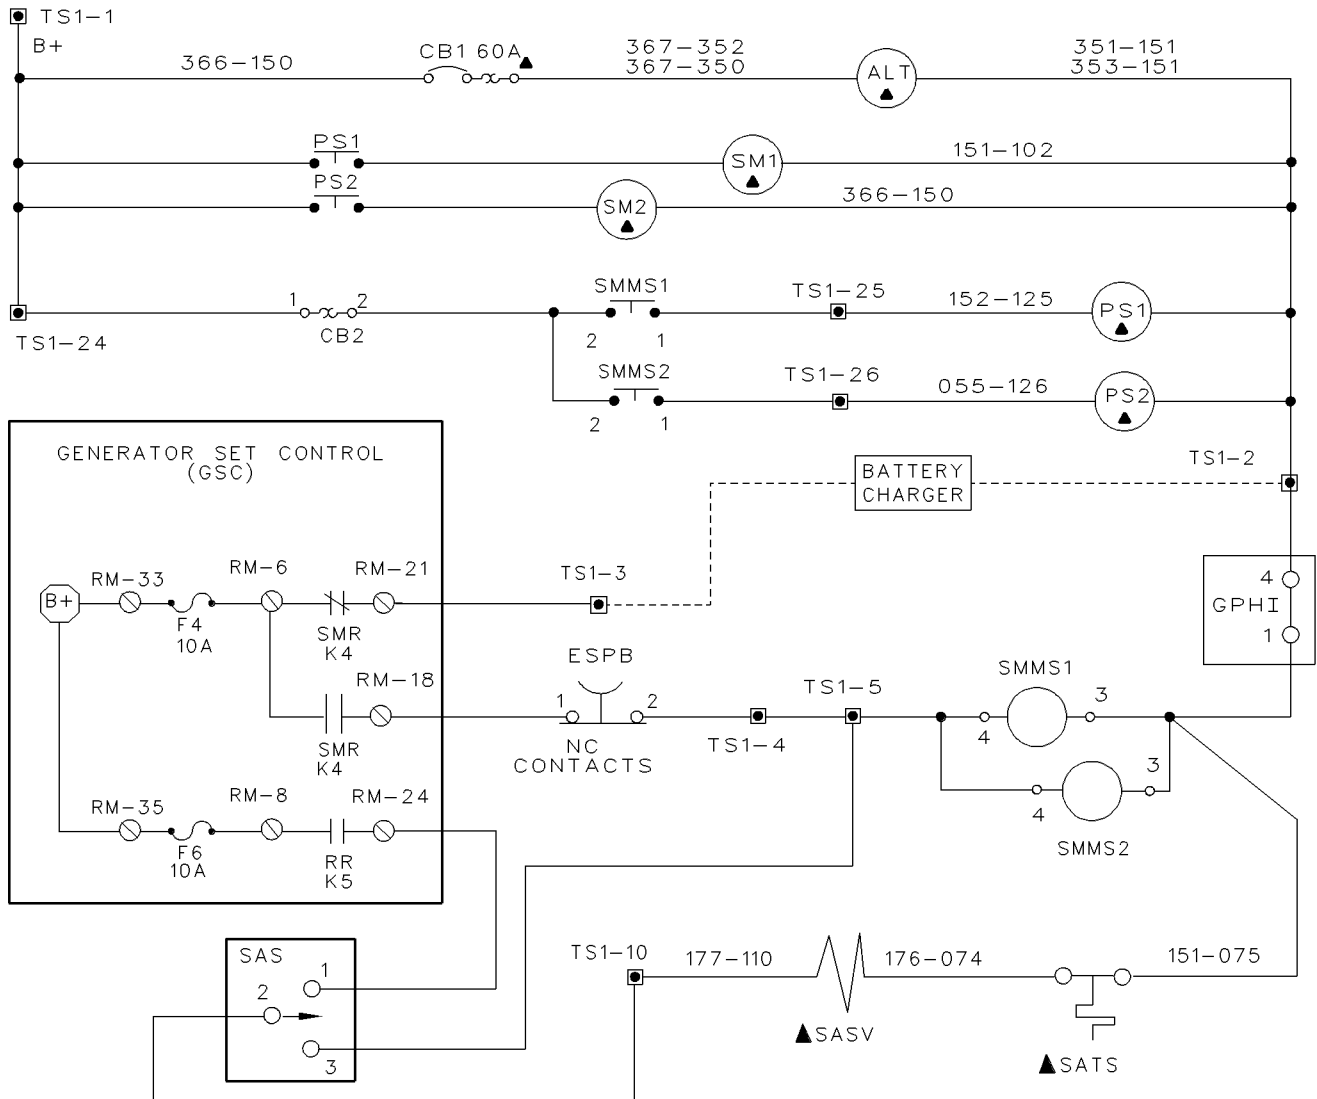 TS1-1
B+
366-150
CB1 60A
367-352
367-350
ALT
351-151
353-151
PS1
SM1
151-102
PS2
SM2
366-150
TS1-24
1
2
CB2
SMMS1
2
1
TS1-25
152-125
PS1
SMMS2
2
1
TS1-26
055-126
PS2
GENERATOR SET CONTROL
(GSC)
BATTERY
CHARGER
TS1-2
B+
RM-33
F4
10A
RM-6
SMR
K4
RM-21
TS1-3
4
GPHI
1
SMR
K4
RM-18
ESPB
1
2
NC
CONTACTS
TS1-4
TS1-5
SMMS1
4
3
4
3
SMMS2
RM-35
F6
10A
RM-8
RR
K5
RM-24
SAS
1
2
3
TS1-10
177-110
176-074
151-075
SASV
SATS